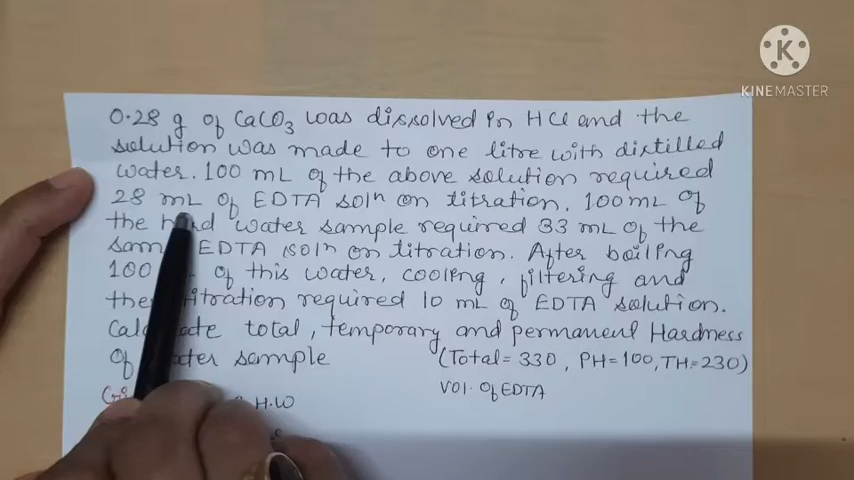 K
KINEMASTER
0.28 g of CaCO3 was dissolved in HCl and the
solution was made to one litre with distilled
water. 100 mL of the above solution required
28 mL of EDTA soln on titration. 100 mL of
the hard water sample required 33 mL of the
EDTA soln on titration. After boiling
100 of this water, cooling, filtering and
titration required 10 mL of EDTA solution.
total, temporary and permanent Hardness
of sample
(Total = 330, PH = 100, TH = 230)
H.W
Vol. of EDTA